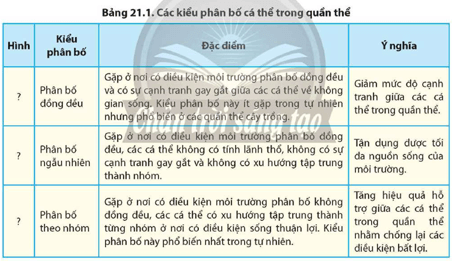 Bảng 21.1. Các kiểu phân bố cá thể trong quần thể
Hình
Kiểu
phân bố
Đặc điểm
Ý nghĩa
?
Phân bố
đồng đều
Gặp ở nơi có điều kiện môi trường phân bố đồng đều
và có sự cạnh tranh gay gắt giữa các cá thể về không
gian sống. Kiểu phân bố này ít gặp trong tự nhiên
nhưng phổ biến ở các quần thể cây trồng.
Giảm mức độ cạnh
tranh giữa các cá
thể trong quần thể.
?
Phân bố
ngẫu nhiên
Gặp ở nơi có điều kiện môi trường phân bố đồng
đều, các cá thể không có tính lãnh thổ, không có sự
cạnh tranh gay gắt và không có xu hướng tập trung
thành nhóm.
Tận dụng được tối
đa nguồn sống của
môi trường.
?
Phân bố
theo nhóm
Gặp ở nơi có điều kiện môi trường phân bố không
đồng đều, các cá thể có xu hướng tập trung thành
từng nhóm ở nơi có điều kiện sống thuận lợi. Kiểu
phân bố này phổ biến nhất trong tự nhiên.
Tăng hiệu quả hỗ
trợ giữa các cá thể
trong quần thể
nhằm chống lại các
điều kiện bất lợi.
Chân trời sáng tạo